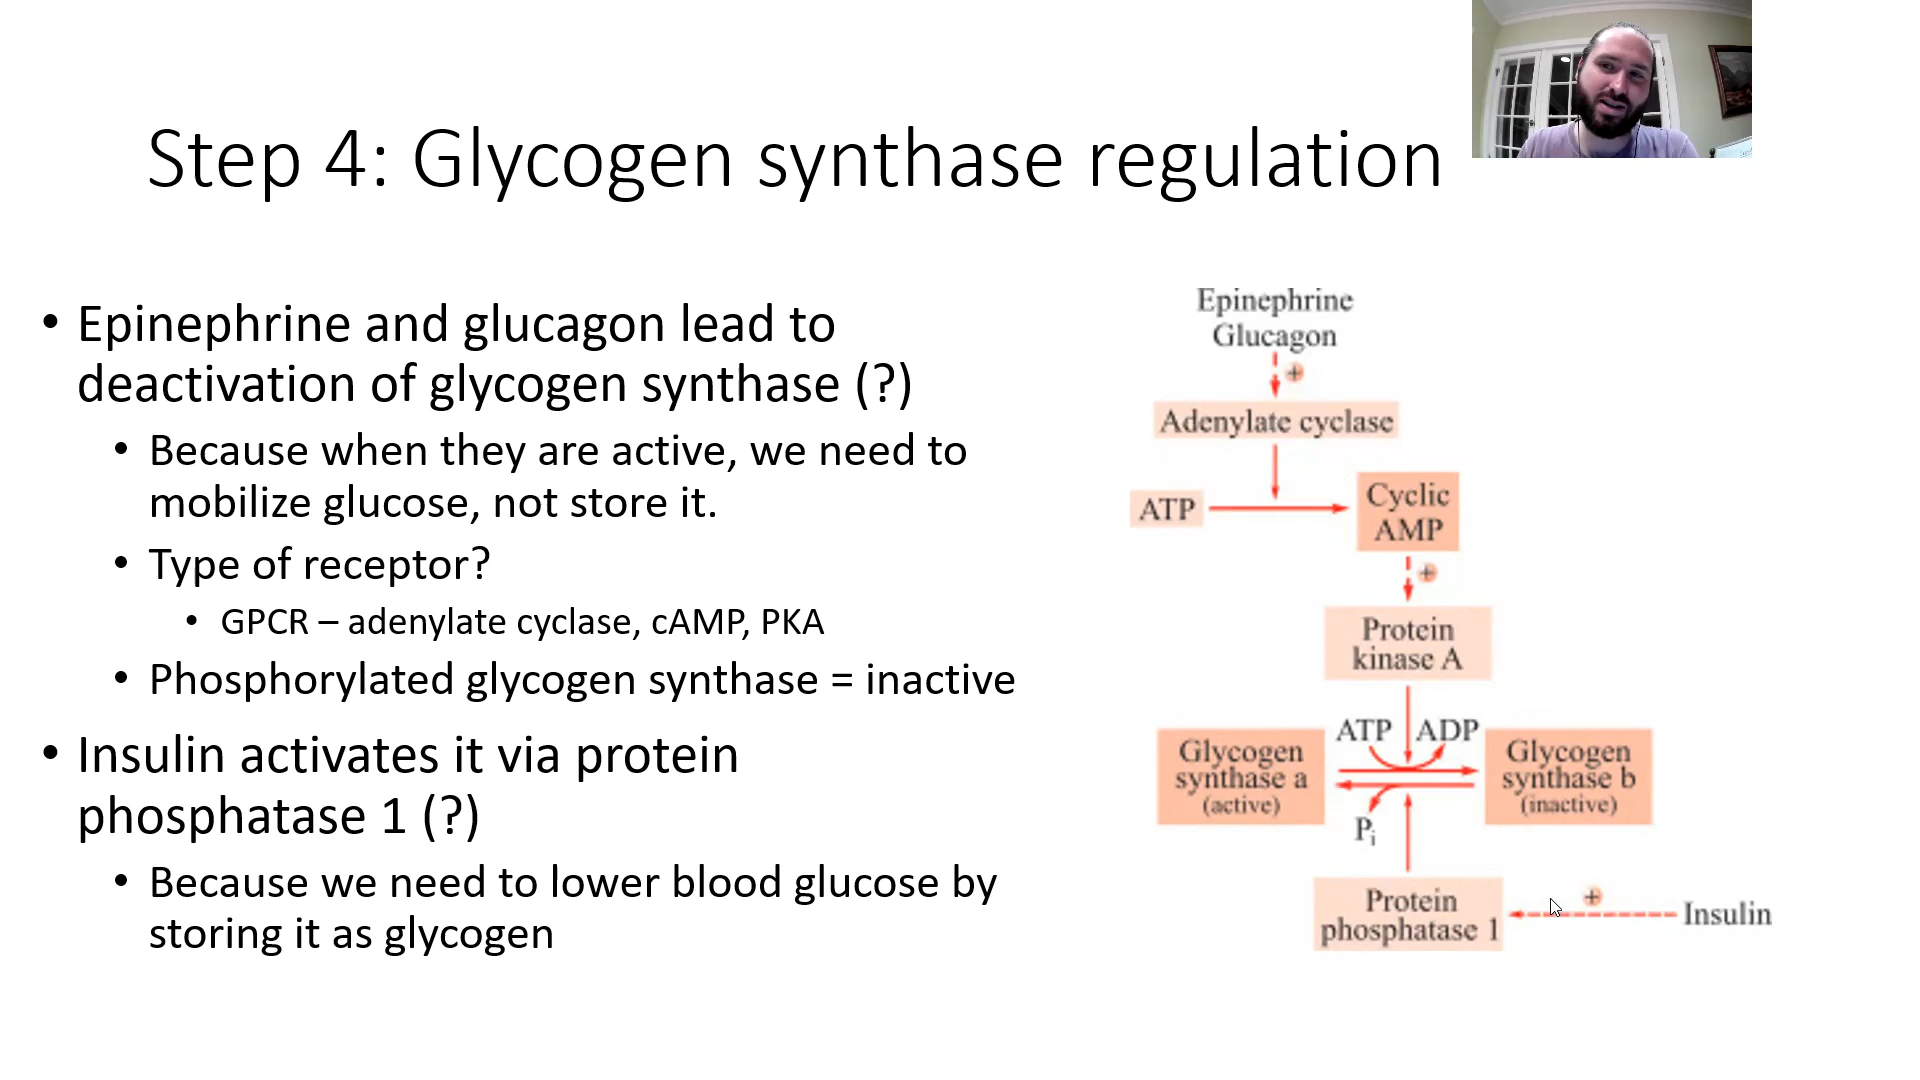 Step 4: Glycogen synthase regulation
• Epinephrine and glucagon lead to
deactivation of glycogen synthase (?)
• Because when they are active, we need to
mobilize glucose, not store it.
• Type of receptor?
• GPCR – adenylate cyclase, cAMP, PKA
• Phosphorylated glycogen synthase = inactive
• Insulin activates it via protein
phosphatase 1 (?)
• Because we need to lower blood glucose by
storing it as glycogen
Epinephrine
Glucagon
+
Adenylate cyclase
ATP
Cyclic
AMP
+
Protein
kinase A
ATP ADP
Glycogen
synthase a
(active)
Glycogen
synthase b
(inactive)
Pi
Protein
phosphatase 1
+
Insulin